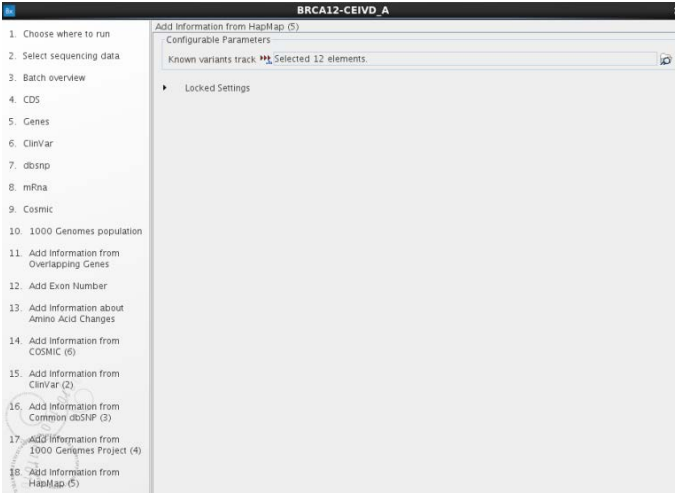 BRCA12-CEIVD_A
1. Choose where to run
2. Select sequencing data
3. Batch overview
4. CDS
5. Genes
6. ClinVar
7. dbsnp
8. mRna
9. Cosmic
10. 1000 Genomes population
11. Add Information from
Overlapping Genes
12. Add Exon Number
13. Add Information about
Amino Acid Changes
14. Add Information from
COSMIC (6)
15. Add Information from
ClinVar (2)
16. Add Information from
Common dbSNP (3)
17. Add Information from
1000 Genomes Project (4)
18. Add Information from
HapMap (5)
Add Information from HapMap (5)
Configurable Parameters
Known variants track Selected 12 elements.
Locked Settings